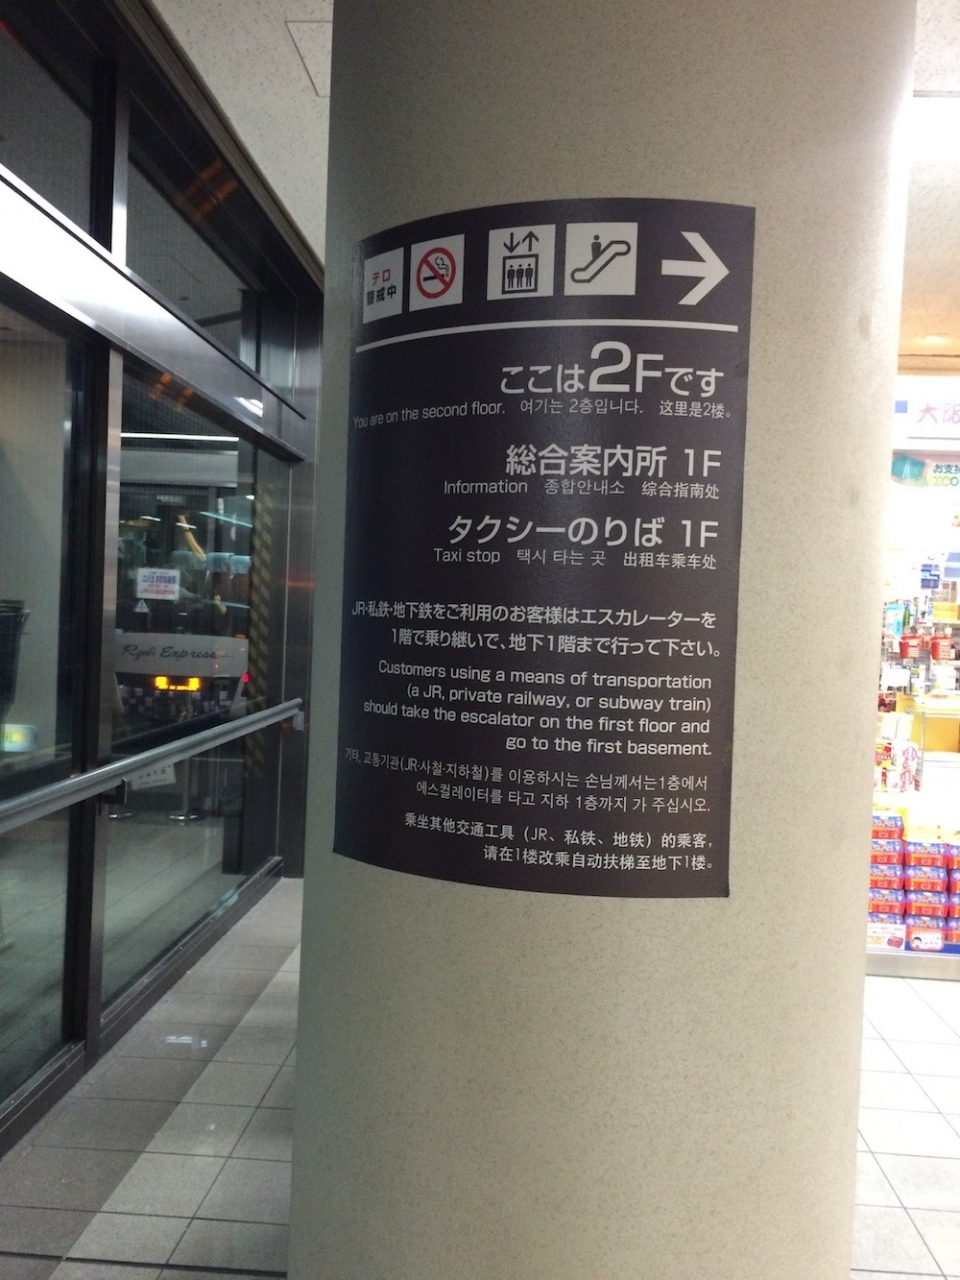 テロ
警戒中
ここは2Fです
You are on the second floor. 여기는 2층입니다. 这里是2楼。
総合案内所 1F
Information 종합안내소 综合指南处
タクシーのりば 1F
Taxi stop 택시 타는 곳 出租车乘车处
JR·私鉄·地下鉄をご利用のお客様はエスカレーターを
1階で乗り継いで、地下1階まで行って下さい。
Customers using a means of transportation
(a JR, private railway, or subway train)
should take the escalator on the first floor and
go to the first basement.
기타, 교통기관(JR·사철·지하철)를 이용하시는 손님께서는1층에서
에스컬레이터를 타고 지하 1층까지 가 주십시오.
乘坐其他交通工具（JR、私铁、地铁）的乘客,
请在1楼改乘自动扶梯至地下1楼。
Ryobi Express
大阪